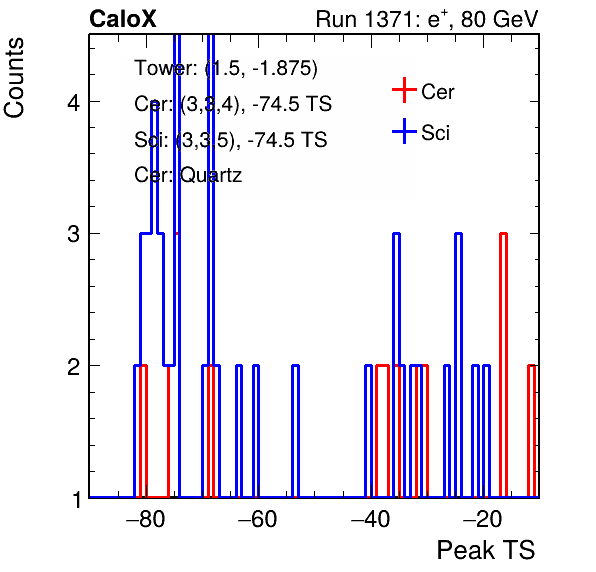 CaloX Run 1371: e+, 80 GeV
Counts
Tower: (1.5, -1.875)
Cer: (3,3,4), -74.5 TS
Sci: (3,3,5), -74.5 TS
Cer: Quartz
Cer
Sci
4
3
2
1
−80 −60 −40 −20
Peak TS